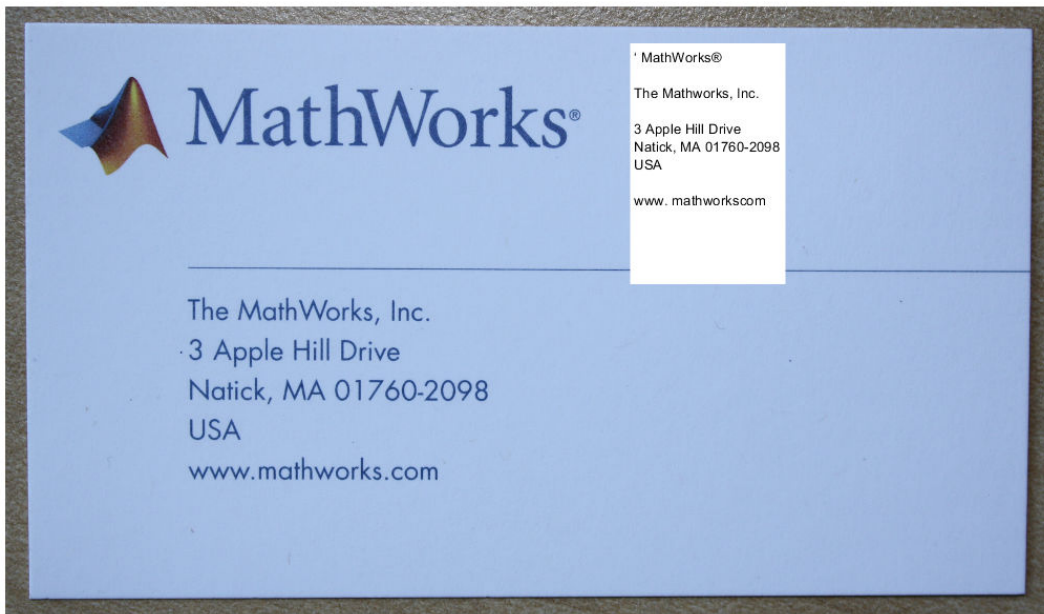 MathWorks®
' MathWorks®
The Mathworks, Inc.
3 Apple Hill Drive
Natick, MA 01760-2098
USA
www. mathworkscom
The MathWorks, Inc.
3 Apple Hill Drive
Natick, MA 01760-2098
USA
www.mathworks.com